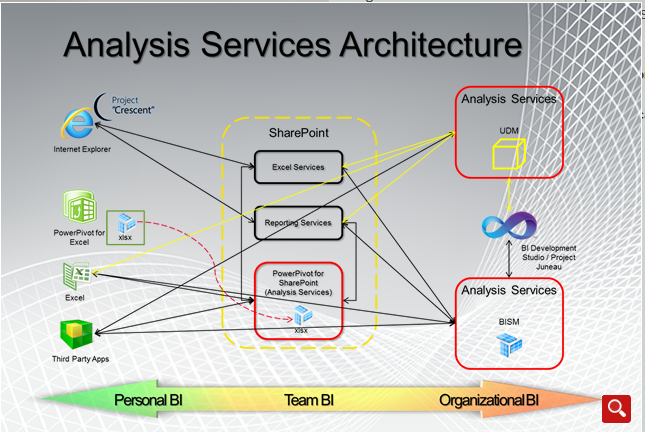 Analysis Services Architecture
Project
"Crescent"
Internet Explorer
SharePoint
Analysis Services
UDM
Excel Services
PowerPivot for
Excel
xlsx
Reporting Services
BI Development
Studio / Project
Juneau
Excel
PowerPivot for
SharePoint
(Analysis Services)
xlsx
Analysis Services
BISM
Third Party Apps
Personal BI
Team BI
Organizational BI